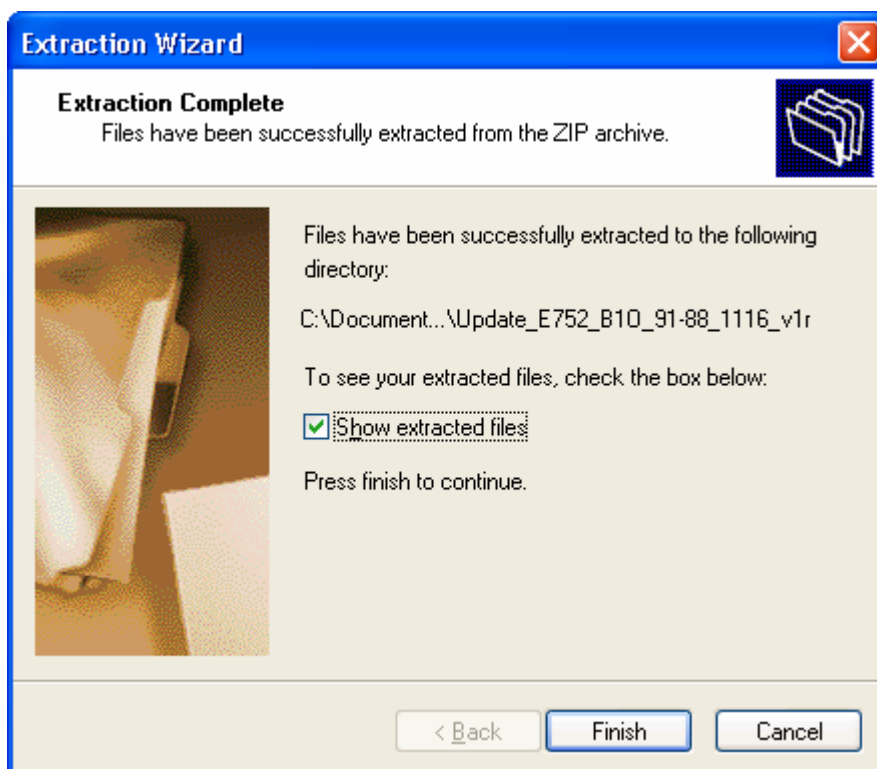 Extraction Wizard
Extraction Complete
Files have been successfully extracted from the ZIP archive.
Files have been successfully extracted to the following
directory:
C:\Document...\Update_E752_B10_91-88_1116_v1r
To see your extracted files, check the box below:
Show extracted files
Press finish to continue.
< Back Finish Cancel